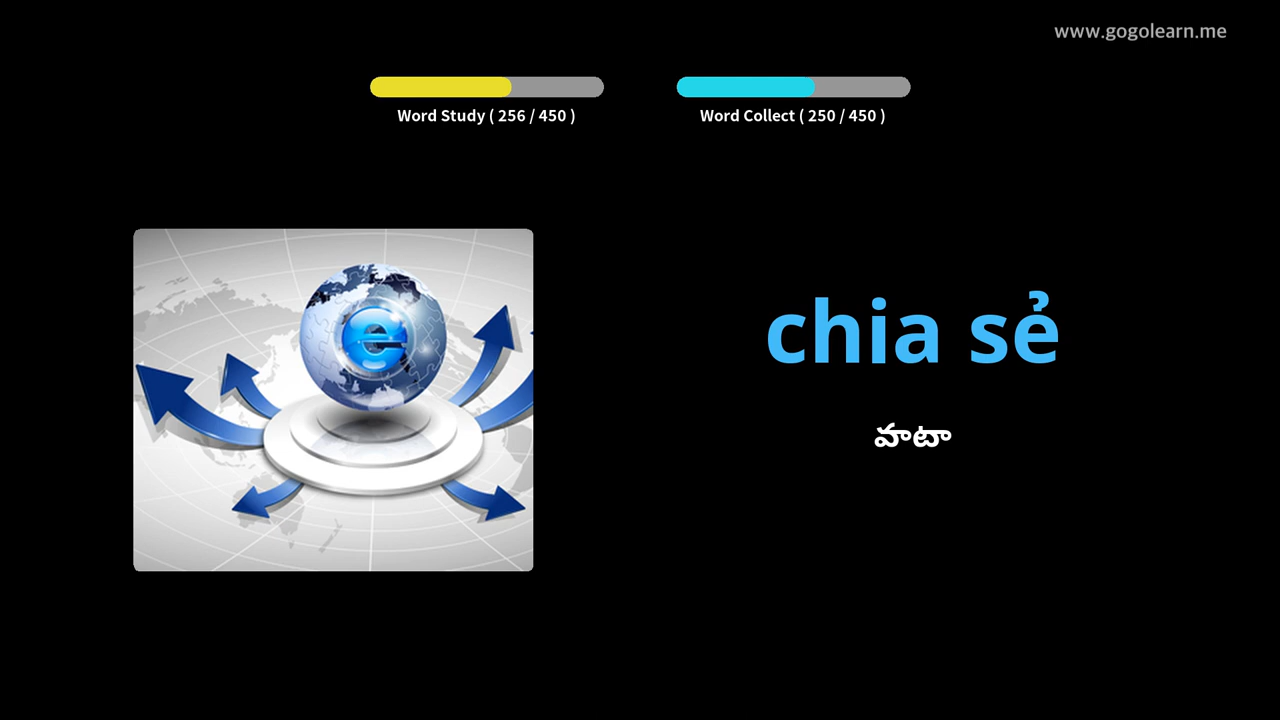 www.gogolearn.me
Word Study ( 256 / 450 )
Word Collect ( 250 / 450 )
e
chia sẻ
వాటా